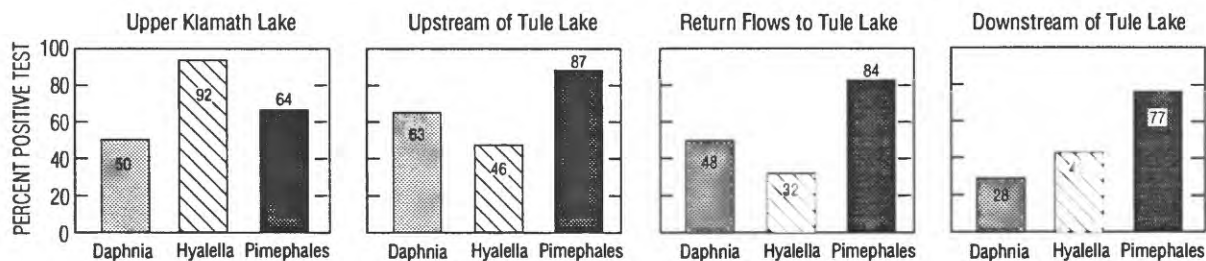 Upper Klamath Lake
Upstream of Tule Lake
Return Flows to Tule Lake
Downstream of Tule Lake
PERCENT POSITIVE TEST
100
80
60
40
20
0
50
92
64
63
46
87
48
32
84
28
77
Daphnia Hyalella Pimephales
Daphnia Hyalella Pimephales
Daphnia Hyalella Pimephales
Daphnia Hyalella Pimephales